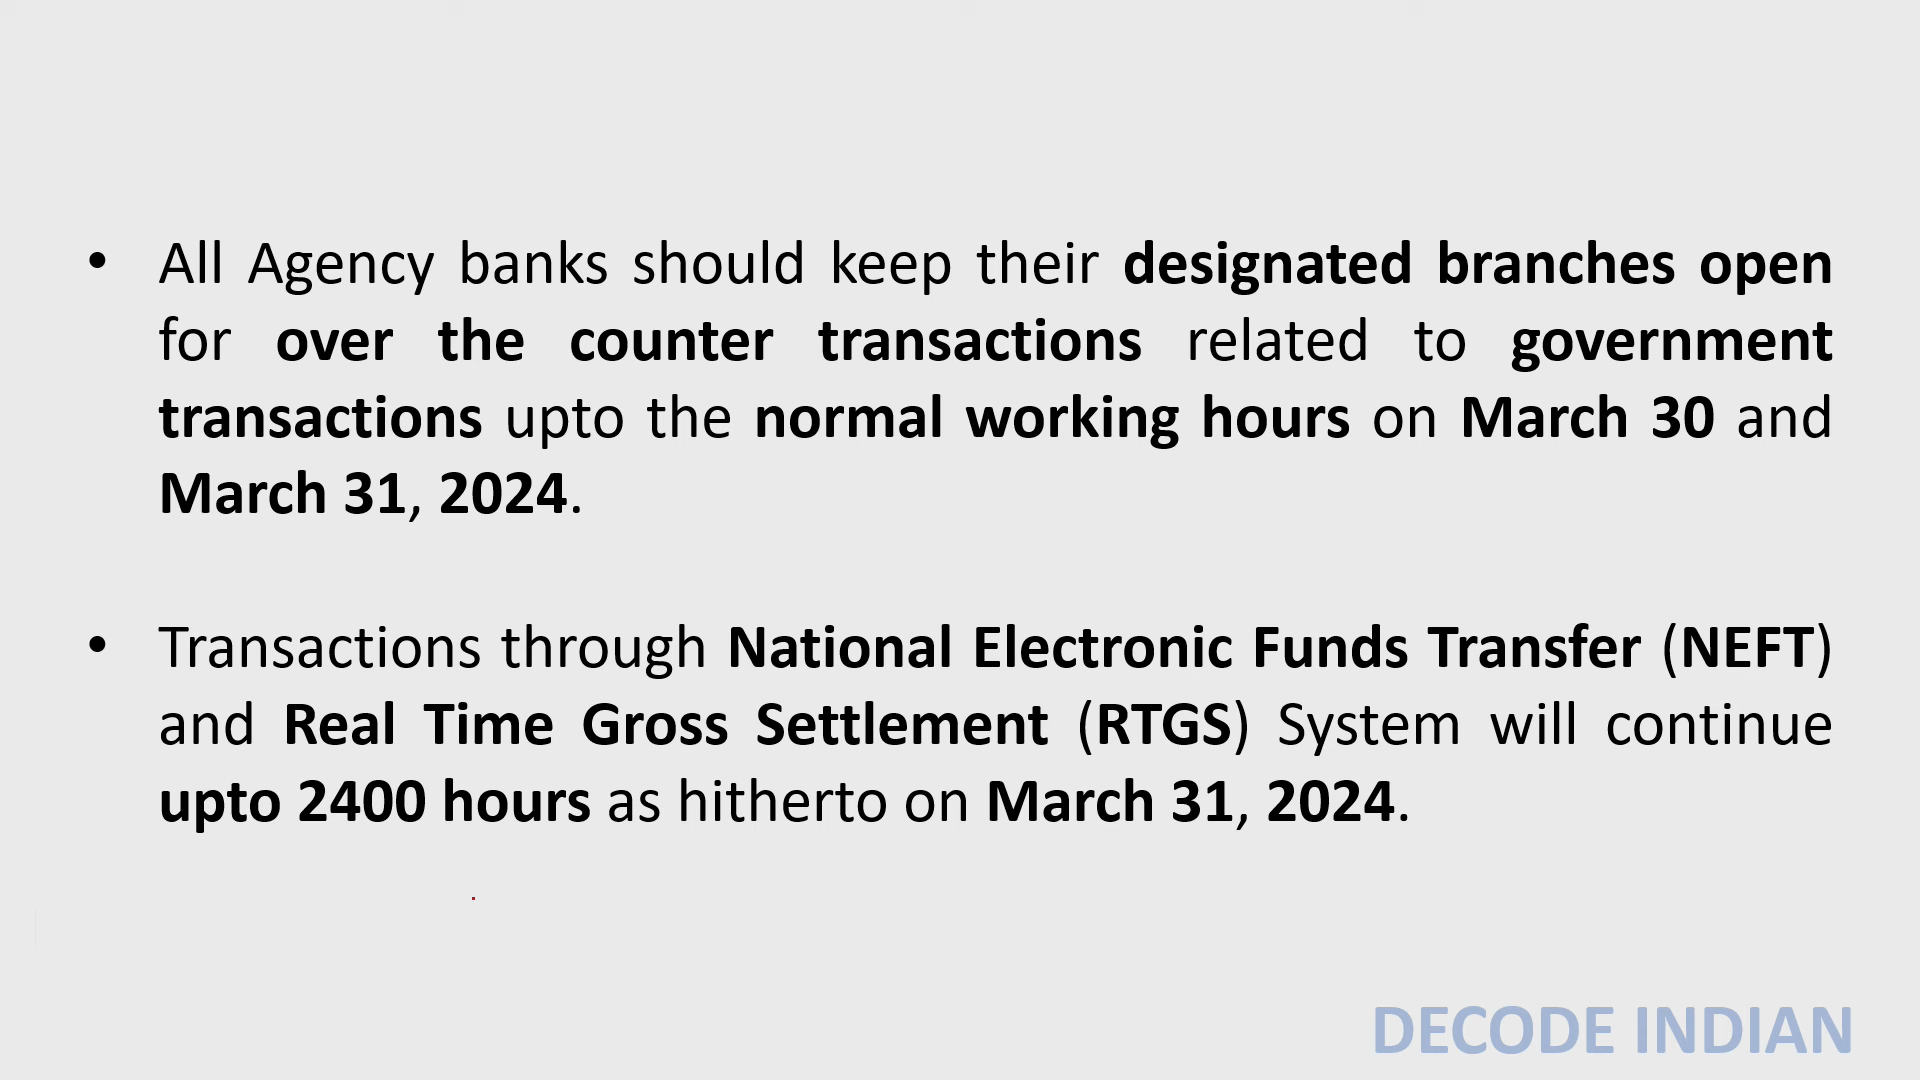 • All Agency banks should keep their designated branches open
for over the counter transactions related to government
transactions upto the normal working hours on March 30 and
March 31, 2024.
• Transactions through National Electronic Funds Transfer (NEFT)
and Real Time Gross Settlement (RTGS) System will continue
upto 2400 hours as hitherto on March 31, 2024.
DECODE INDIAN